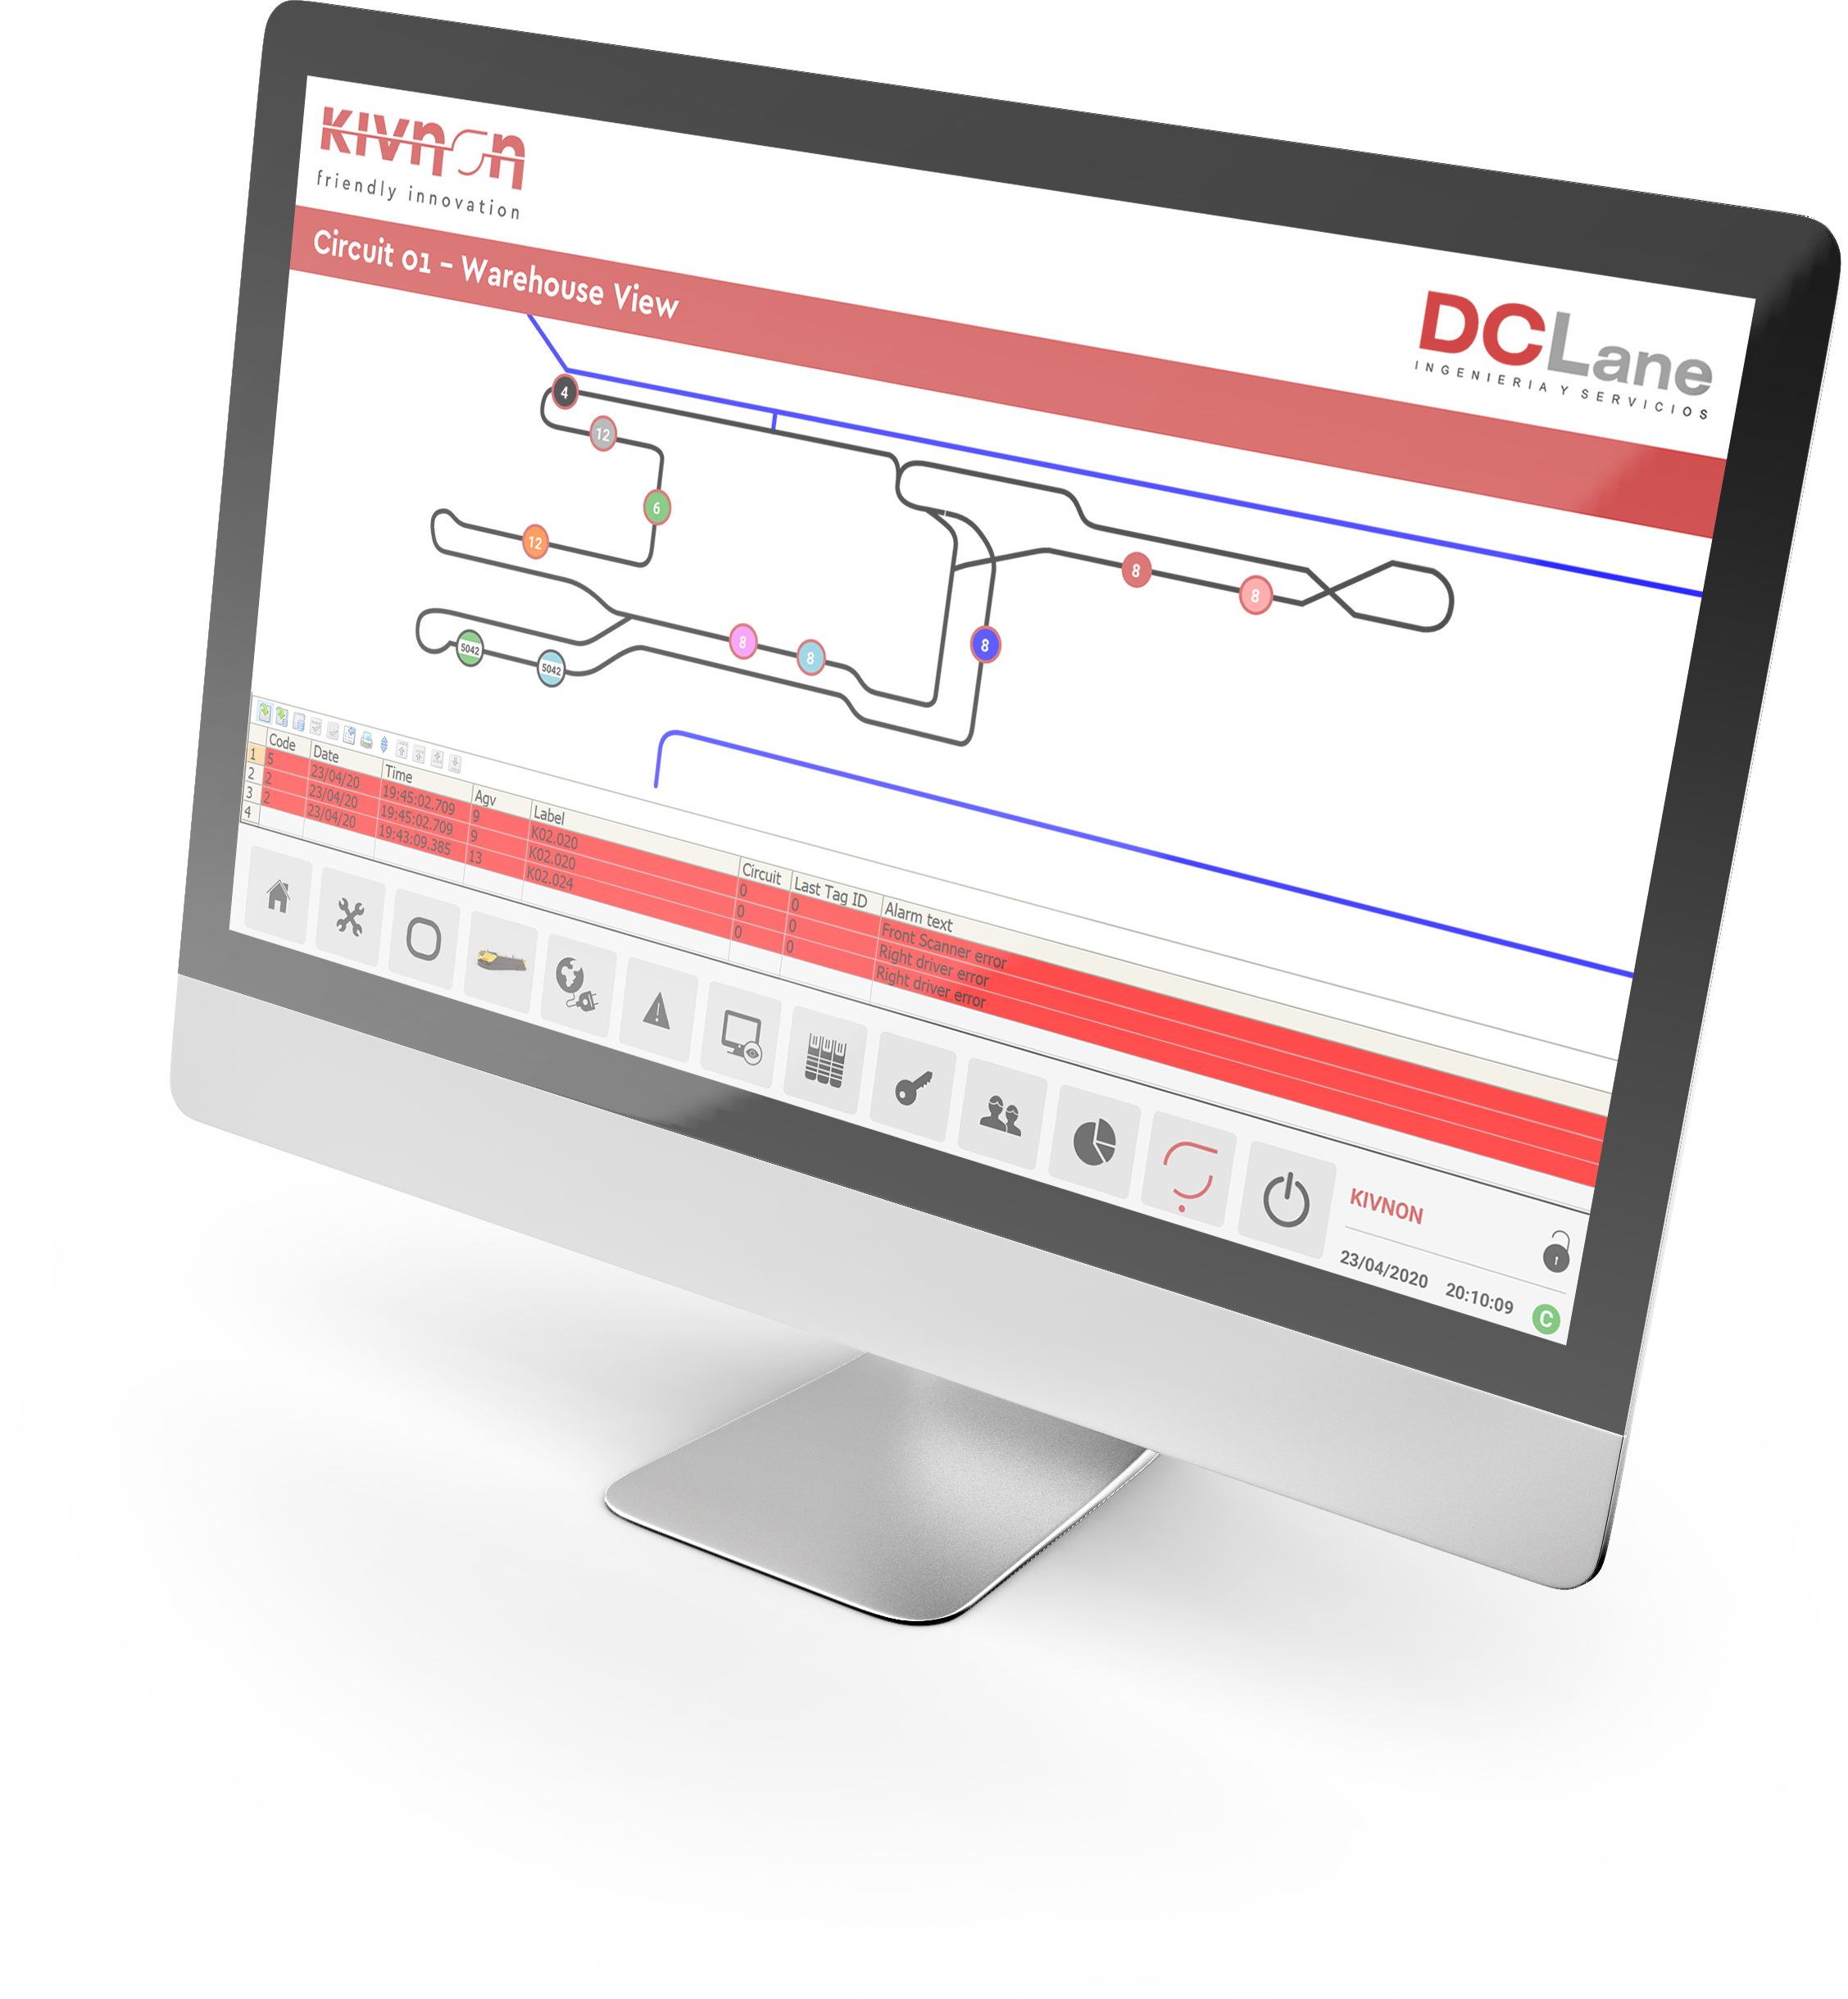 KIVNON
friendly innovation
DCLane
INGENIERIA Y SERVICIOS
Circuit 01 – Warehouse View
4
12
6
12
8
8
8
8
8
5042
5042
Code Date Time Agv Label Circuit Last Tag ID Alarm text
1 5 23/04/20 19:45:02.709 9 K02.020 0 0 Front Scanner error
2 2 23/04/20 19:45:02.709 9 K02.020 0 0 Right driver error
3 2 23/04/20 19:43:09.385 13 K02.024 0 0 Right driver error
4
KIVNON
23/04/2020 20:10:09
C